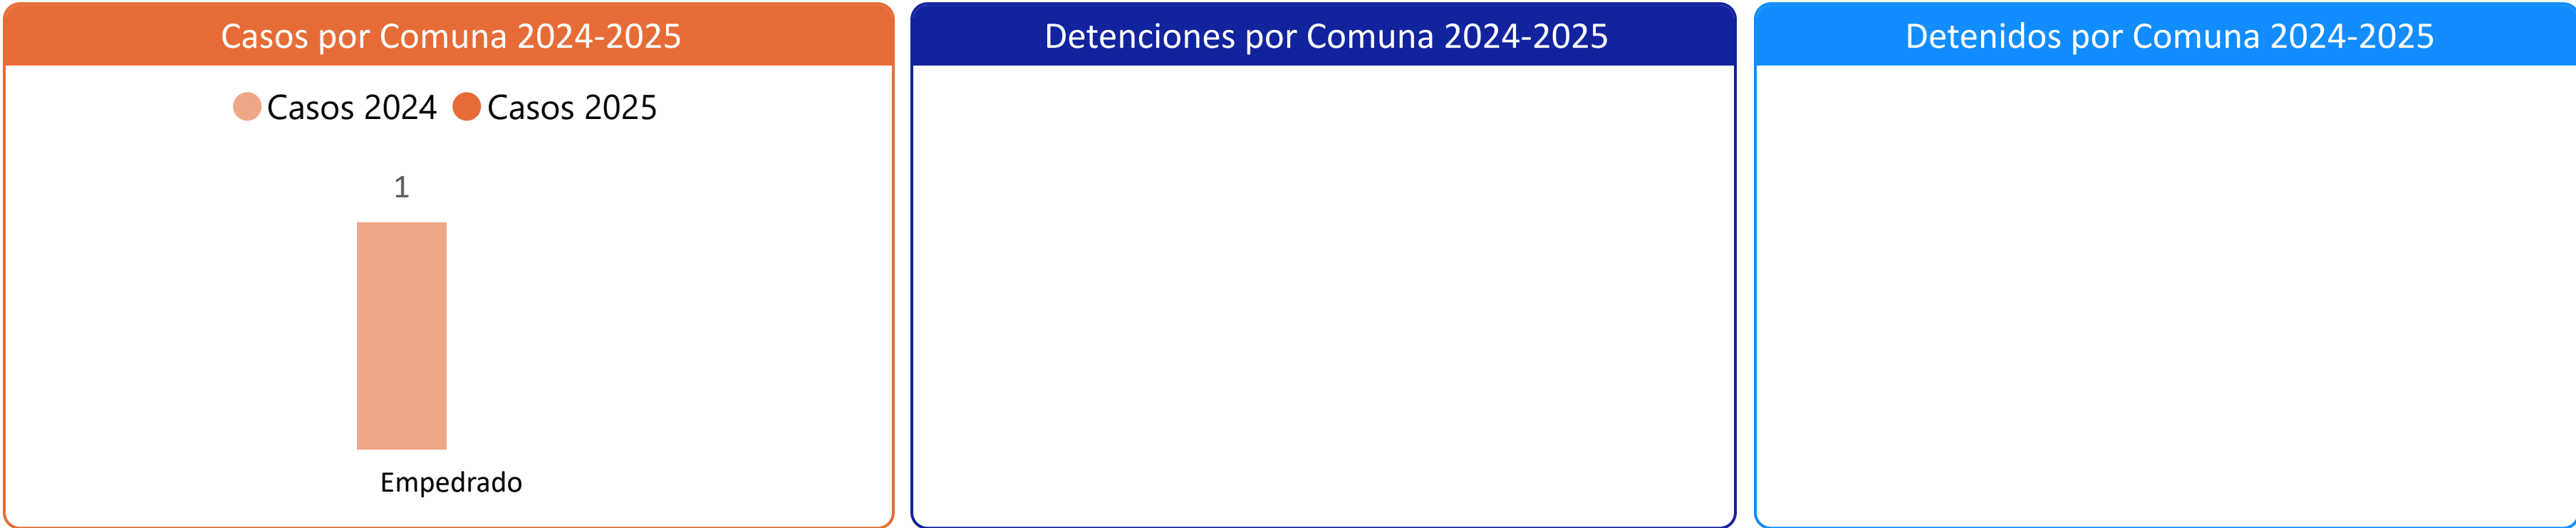 Casos por Comuna 2024-2025
Casos 2024 Casos 2025
1
Empedrado
Detenciones por Comuna 2024-2025
Detenidos por Comuna 2024-2025